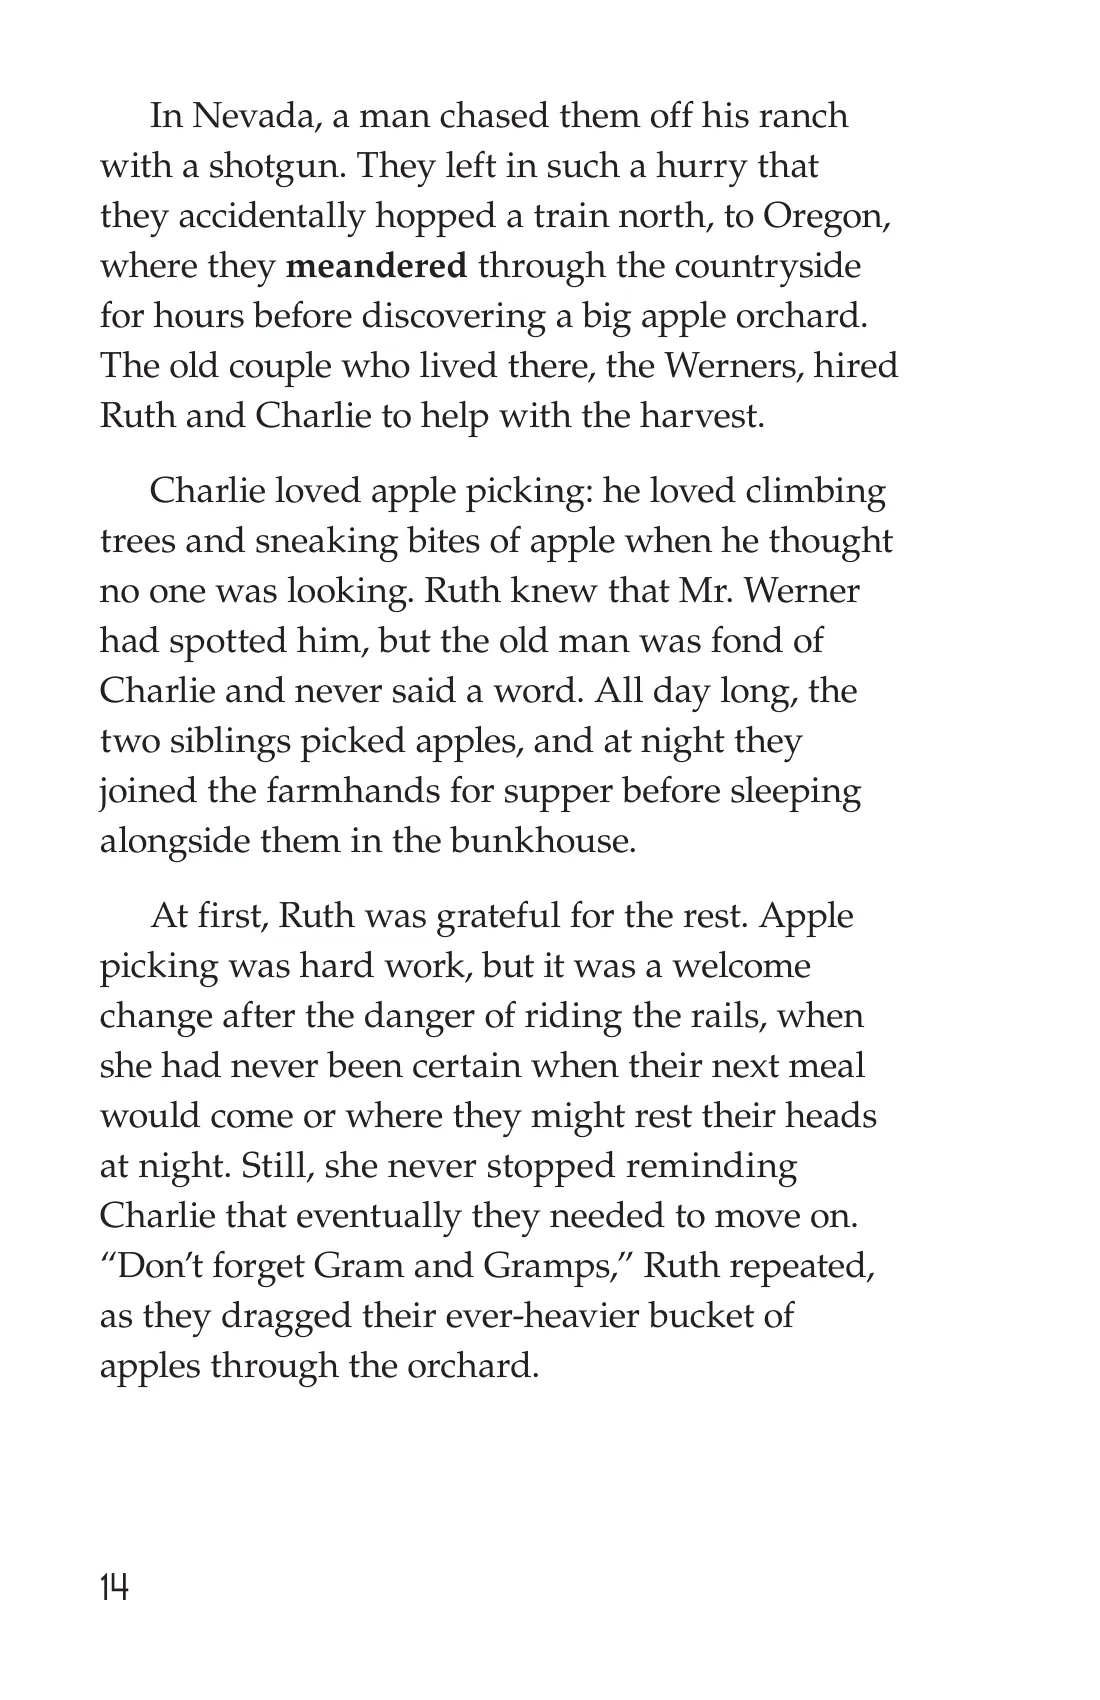 In Nevada, a man chased them off his ranch
with a shotgun. They left in such a hurry that
they accidentally hopped a train north, to Oregon,
where they meandered through the countryside
for hours before discovering a big apple orchard.
The old couple who lived there, the Werners, hired
Ruth and Charlie to help with the harvest.
Charlie loved apple picking: he loved climbing
trees and sneaking bites of apple when he thought
no one was looking. Ruth knew that Mr. Werner
had spotted him, but the old man was fond of
Charlie and never said a word. All day long, the
two siblings picked apples, and at night they
joined the farmhands for supper before sleeping
alongside them in the bunkhouse.
At first, Ruth was grateful for the rest. Apple
picking was hard work, but it was a welcome
change after the danger of riding the rails, when
she had never been certain when their next meal
would come or where they might rest their heads
at night. Still, she never stopped reminding
Charlie that eventually they needed to move on.
“Don’t forget Gram and Gramps,” Ruth repeated,
as they dragged their ever-heavier bucket of
apples through the orchard.
14